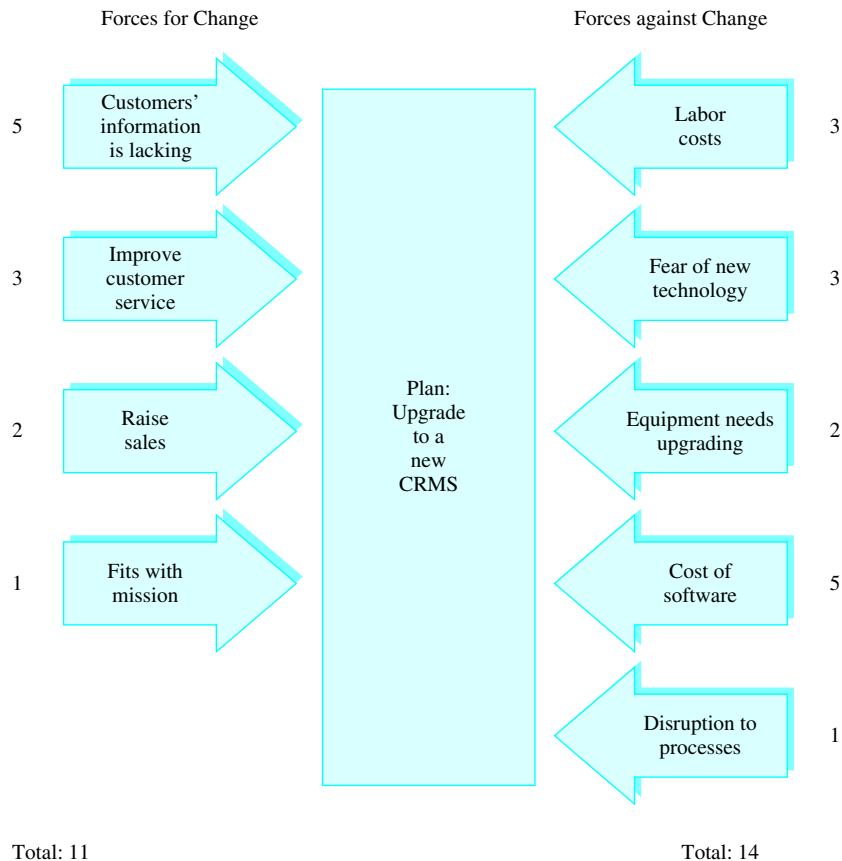 Forces for Change
Forces against Change
5
Customers’
information
is lacking
Labor
costs
3
3
Improve
customer
service
Fear of new
technology
3
Plan:
Upgrade
to a
new
CRMS
2
Raise
sales
Equipment needs
upgrading
2
1
Fits with
mission
Cost of
software
5
Disruption to
processes
1
Total: 11
Total: 14